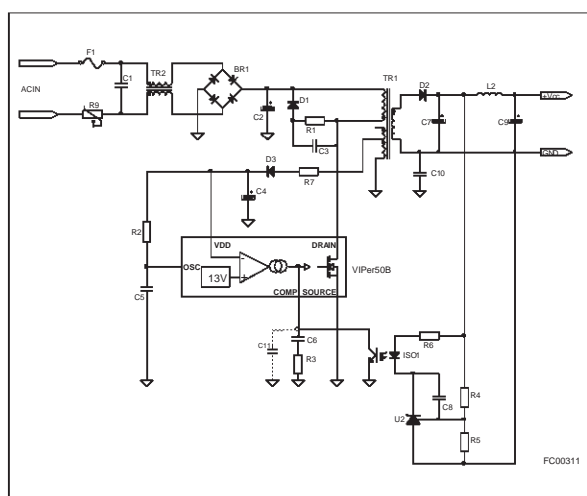 F1
BR1
TR2
TR1
D2
L2
+Vcc
C1
ACIN
D1
R9
C2
R1
C7
C9
C3
GND
D3
C10
R7
C4
R2
VDD
DRAIN
OSC
-
VIPer50B
13V
+
COMP
SOURCE
C5
C11
C6
R6
ISO1
R3
C8
R4
U2
R5
FC00311